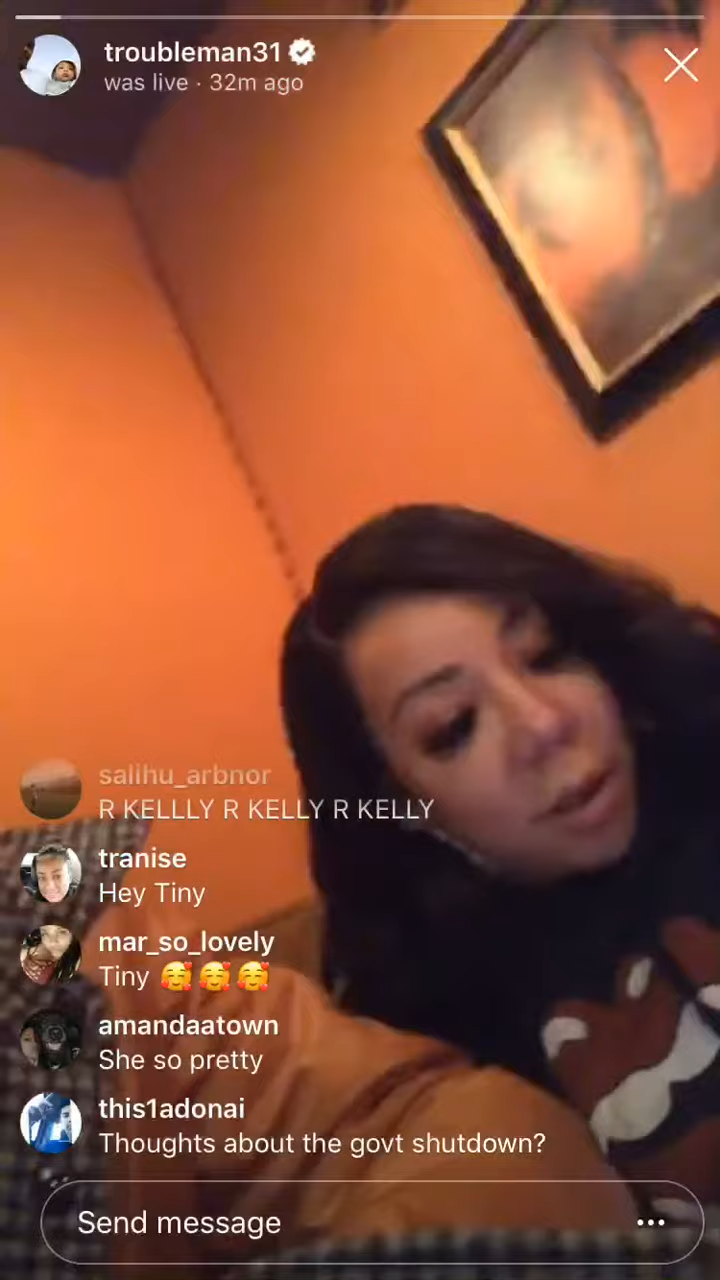 troubleman31
was live · 32m ago
salihu_arbnor
R KELLLY R KELLY R KELLY
tranise
Hey Tiny
mar_so_lovely
Tiny 🥰🥰🥰
amandaatown
She so pretty
this1adonai
Thoughts about the govt shutdown?
Send message